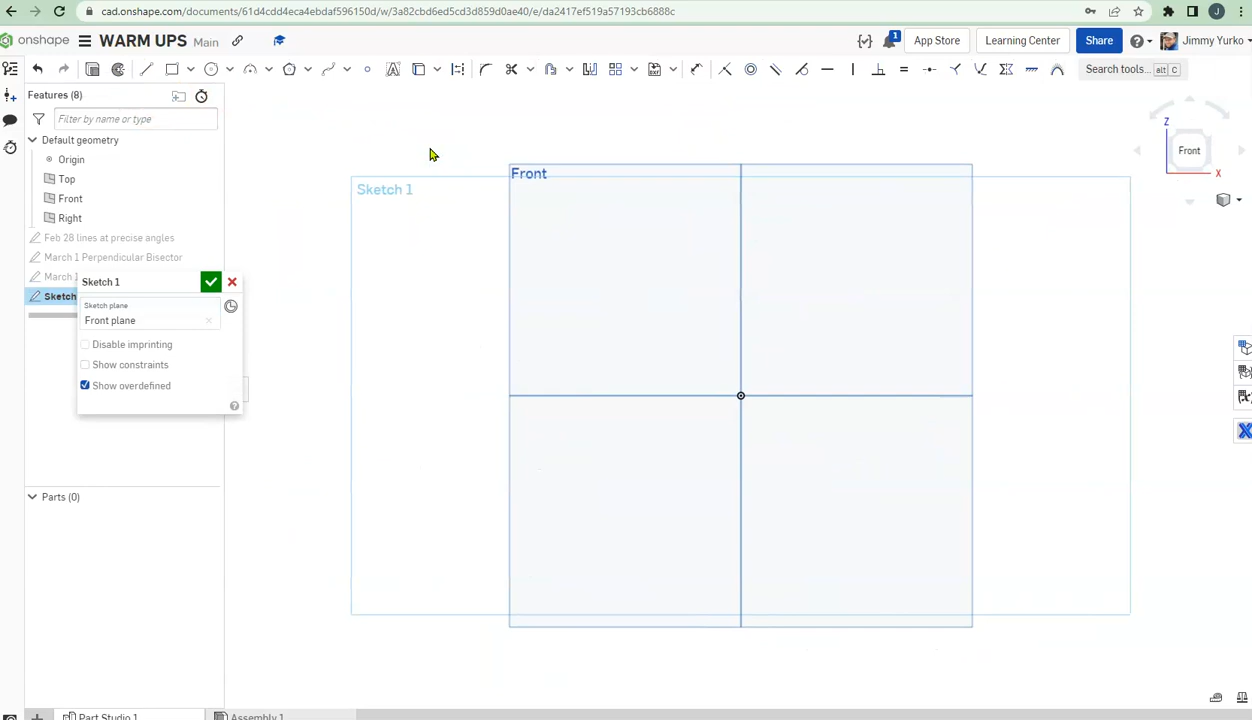 cad.onshape.com/documents/61d4cdd4eca4ebdaf596150d/w/3a82cbd6ed5cd3d859d0ae40/e/da2417ef519a57193cb6888c
J
onshape
WARM UPS Main
1
App Store
Learning Center
Share
Jimmy Yurko
Search tools... alt C
Features (8)
Filter by name or type
Default geometry
Origin
Top
Front
Right
Feb 28 lines at precise angles
March 1 Perpendicular Bisector
March 1
Sketch
Sketch 1
Sketch plane
Front plane
Disable imprinting
Show constraints
Show overdefined
Parts (0)
Sketch 1
Front
Z
Front
X
Part Studio 1
Assembly 1